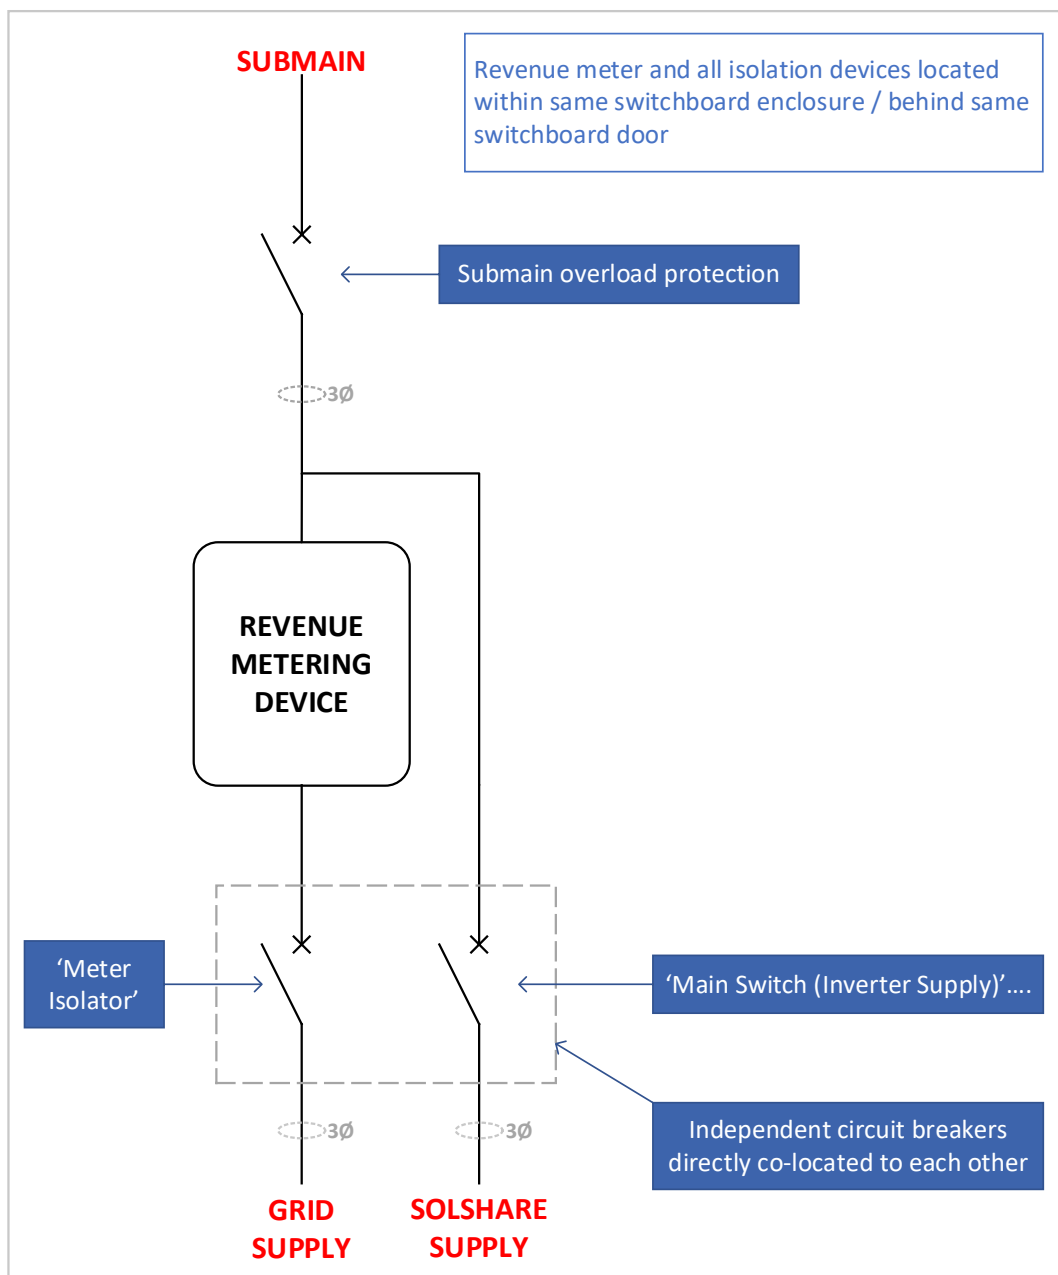 SUBMAIN
Revenue meter and all isolation devices located
within same switchboard enclosure / behind same
switchboard door
Submain overload protection
3Ø
REVENUE
METERING
DEVICE
‘Meter
Isolator’
‘Main Switch (Inverter Supply)’....
3Ø
3Ø
Independent circuit breakers
directly co-located to each other
GRID
SUPPLY
SOLSHARE
SUPPLY